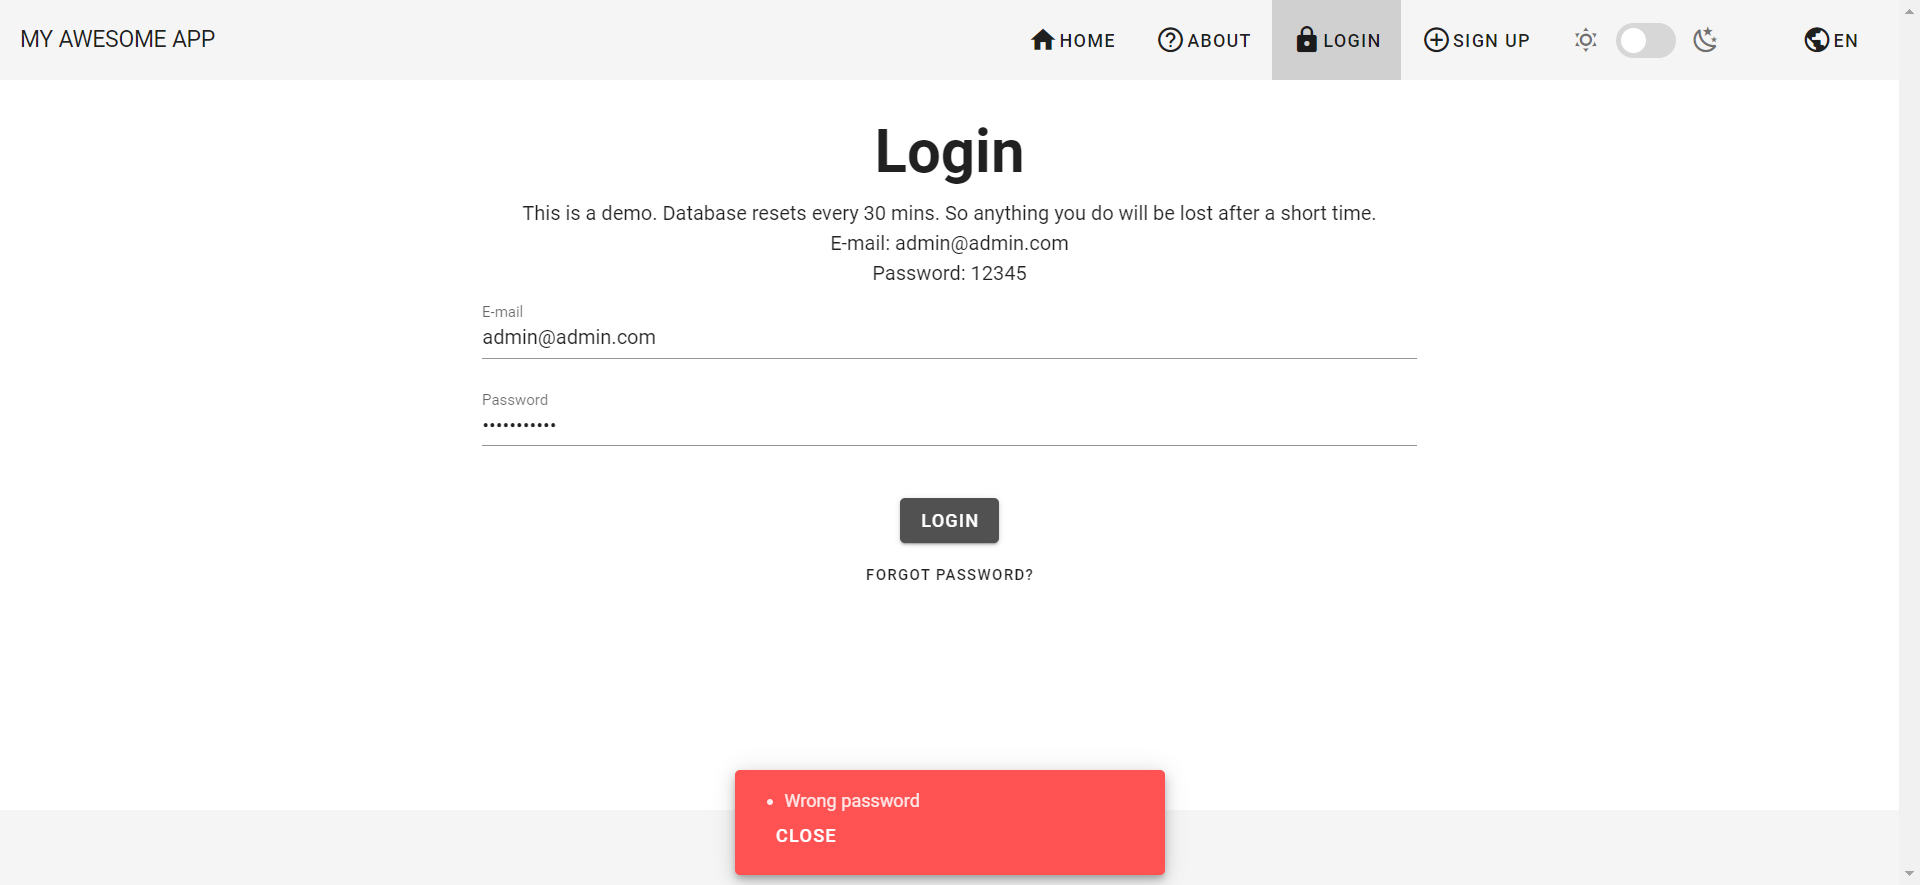 MY AWESOME APP
HOME
ABOUT
LOGIN
SIGN UP
EN
Login
This is a demo. Database resets every 30 mins. So anything you do will be lost after a short time.
E-mail: admin@admin.com
Password: 12345
E-mail
admin@admin.com
Password
•••••••••••
LOGIN
FORGOT PASSWORD?
• Wrong password
CLOSE